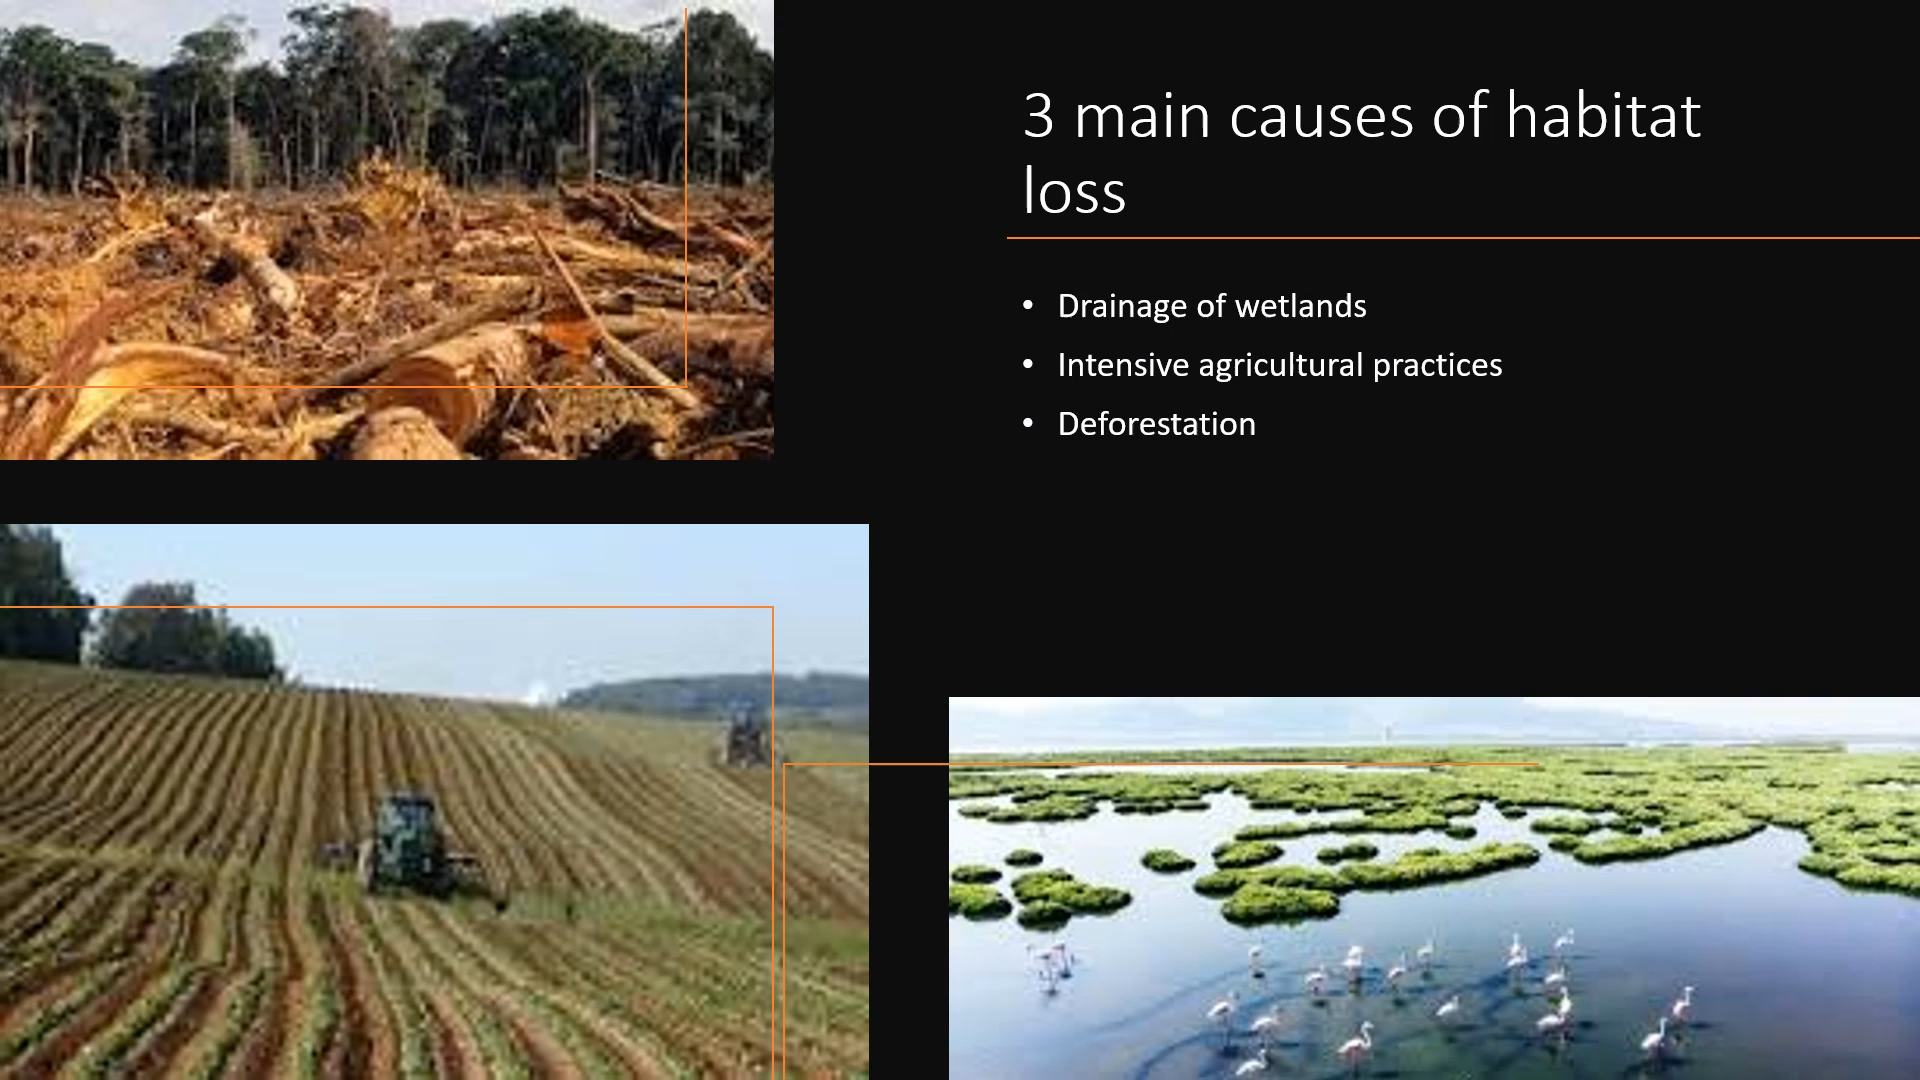 3 main causes of habitat
loss
• Drainage of wetlands
• Intensive agricultural practices
• Deforestation